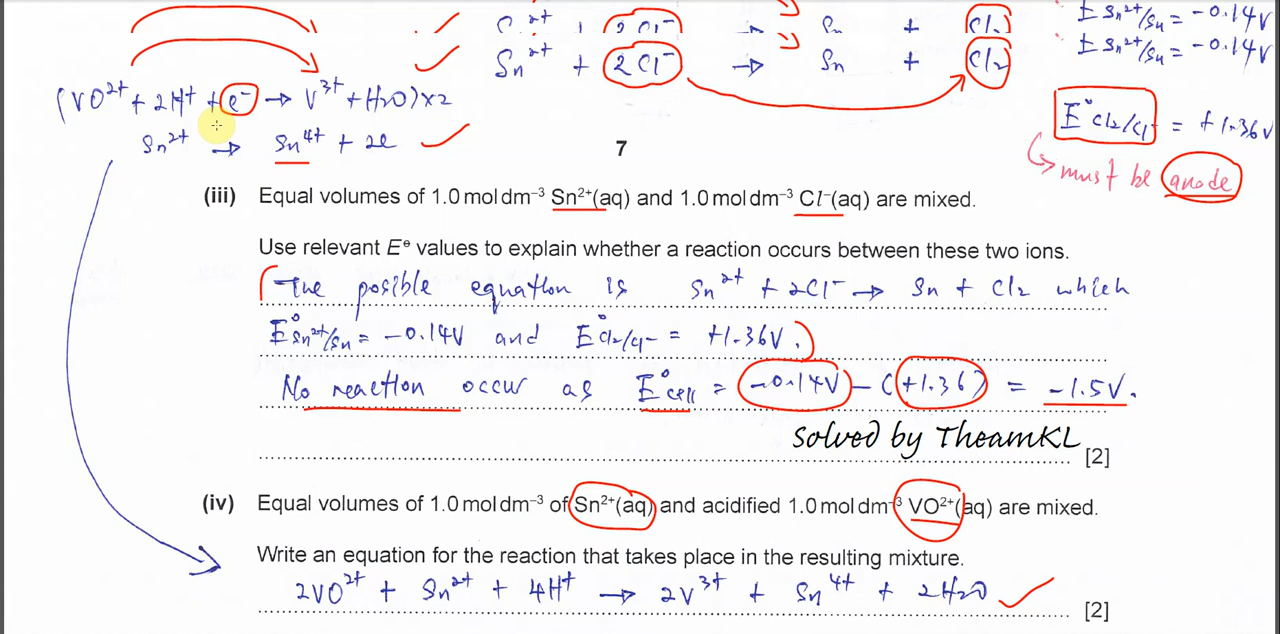 Sn²⁺ + 2Cl⁻ → Sn + Cl₂ E Sn²⁺/Sn = -0.14V
Sn²⁺ + 2Cl⁻ → Sn + Cl₂ E Sn²⁺/Sn = -0.14V
(VO²⁺ + 2H⁺ + e⁻ → V³⁺ + H₂O) × 2
E° Cl₂/Cl⁻ = +1.36V
Sn²⁺ → Sn⁴⁺ + 2e
7
↳ must be anode
(iii) Equal volumes of 1.0 mol dm⁻³ Sn²⁺(aq) and 1.0 mol dm⁻³ Cl⁻(aq) are mixed.
Use relevant E⦵ values to explain whether a reaction occurs between these two ions.
The posible equation is Sn²⁺ + 2Cl⁻ → Sn + Cl₂ which
E° Sn²⁺/Sn = -0.14V and E° Cl₂/Cl⁻ = +1.36V.
No reaction occur as E°cell = -0.14V - (+1.36) = -1.5V.
Solved by TheamKL
[2]
(iv) Equal volumes of 1.0 mol dm⁻³ of Sn²⁺(aq) and acidified 1.0 mol dm⁻³ VO²⁺(aq) are mixed.
Write an equation for the reaction that takes place in the resulting mixture.
2VO²⁺ + Sn²⁺ + 4H⁺ → 2V³⁺ + Sn⁴⁺ + 2H₂O
[2]